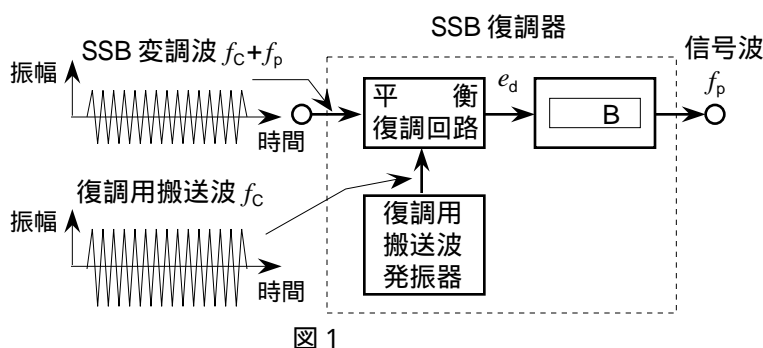 SSB 復調器
SSB 変調波 fC+fp
信号波
fp
振幅
時間
平 衡
復調回路
ed
B
復調用搬送波 fC
振幅
時間
復調用
搬送波
発振器
図 1